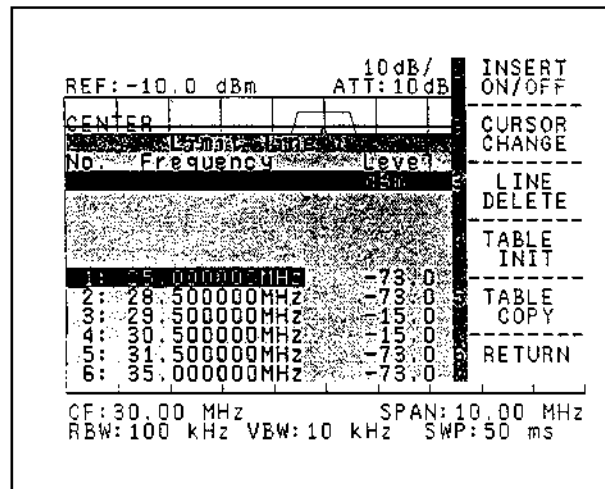 10dB/
REF:-10.0 dBm ATT:10dB
CENTER
No. Frequency Level
dBm
1: 25.000000MHz -73.0
2: 28.500000MHz -73.0
3: 29.500000MHz -15.0
4: 30.500000MHz -15.0
5: 31.500000MHz -73.0
6: 35.000000MHz -73.0
CF:30.00 MHz SPAN:10.00 MHz
RBW:100 kHz VBW:10 kHz SWP:50 ms
INSERT
ON/OFF
CURSOR
CHANGE
LINE
DELETE
TABLE
INIT
TABLE
COPY
RETURN